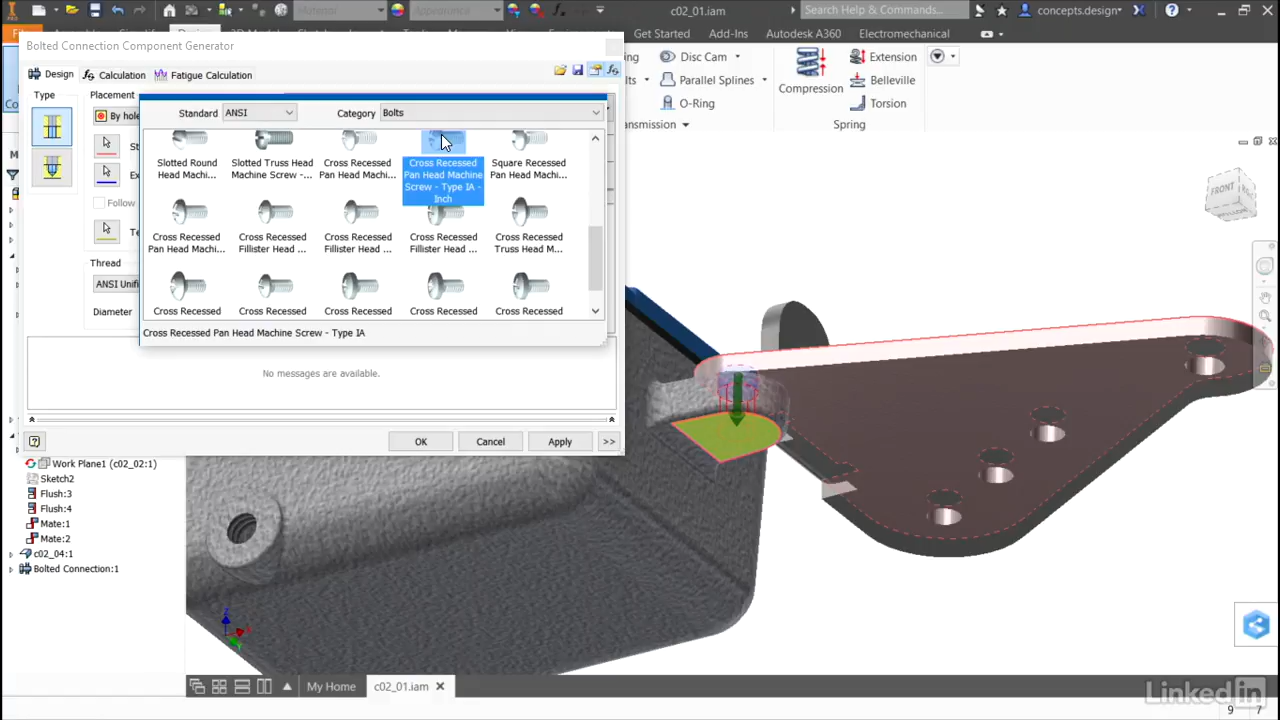 Material
Appearance
c02_01.iam
Search Help & Commands...
concepts.design
Get Started
Add-Ins
Autodesk A360
Electromechanical
Bolted Connection Component Generator
Design
Calculation
Fatigue Calculation
Disc Cam
Parallel Splines
O-Ring
Compression
Extension
Belleville
Torsion
Spring
Type
Placement
By hole
Follow
Thread
ANSI Unifi
Diameter
Standard
ANSI
Category
Bolts
Slotted Round
Head Machi...
Slotted Truss Head
Machine Screw -...
Cross Recessed
Pan Head Machi...
Cross Recessed
Pan Head Machine
Screw - Type IA -
Inch
Square Recessed
Pan Head Machi...
Cross Recessed
Pan Head Machi...
Cross Recessed
Fillister Head ...
Cross Recessed
Fillister Head ...
Cross Recessed
Fillister Head ...
Cross Recessed
Truss Head M...
Cross Recessed
Cross Recessed
Cross Recessed
Cross Recessed
Cross Recessed
Cross Recessed Pan Head Machine Screw - Type IA
No messages are available.
OK
Cancel
Apply
>>
FRONT
Work Plane1 (c02_02:1)
Sketch2
Flush:3
Flush:4
Mate:1
Mate:2
c02_04:1
Bolted Connection:1
My Home
c02_01.iam
LinkedIn
9 7